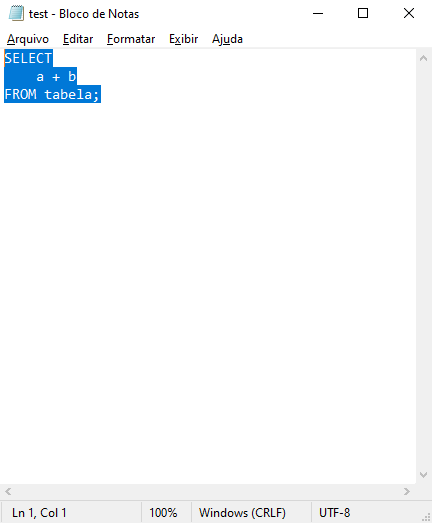 test - Bloco de Notas
Arquivo Editar Formatar Exibir Ajuda
SELECT
    a + b
FROM tabela;
Ln 1, Col 1 100% Windows (CRLF) UTF-8